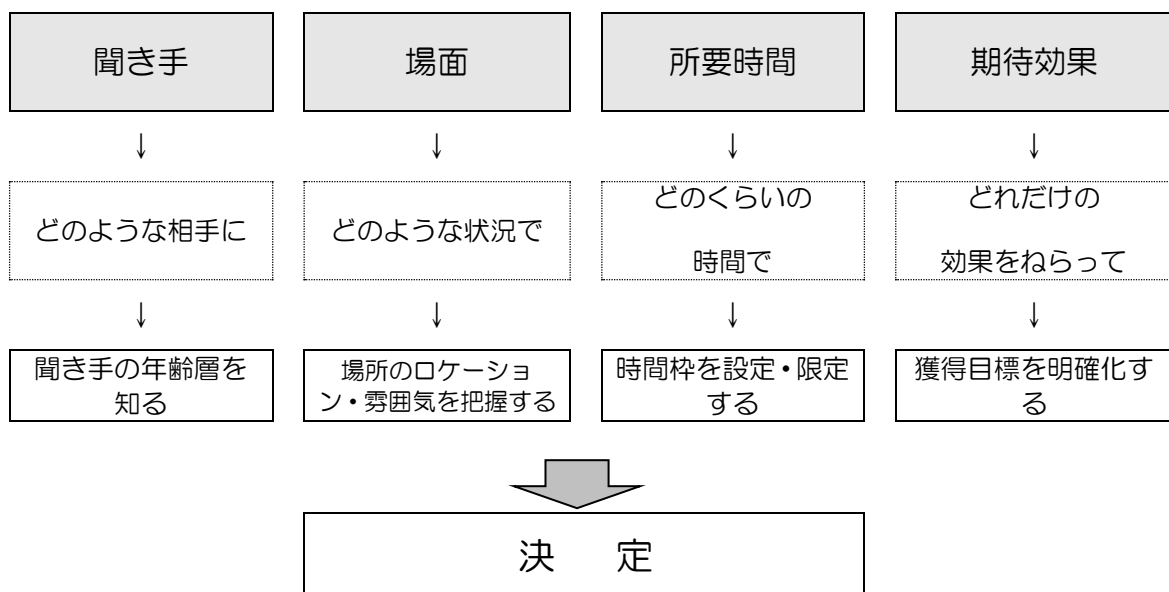 聞き手
場面
所要時間
期待効果
↓
↓
↓
↓
どのような相手に
どのような状況で
どのくらいの
時間で
どれだけの
効果をねらって
↓
↓
↓
↓
聞き手の年齢層を
知る
場所のロケーショ
ン・雰囲気を把握する
時間枠を設定・限定
する
獲得目標を明確化す
る
決　定